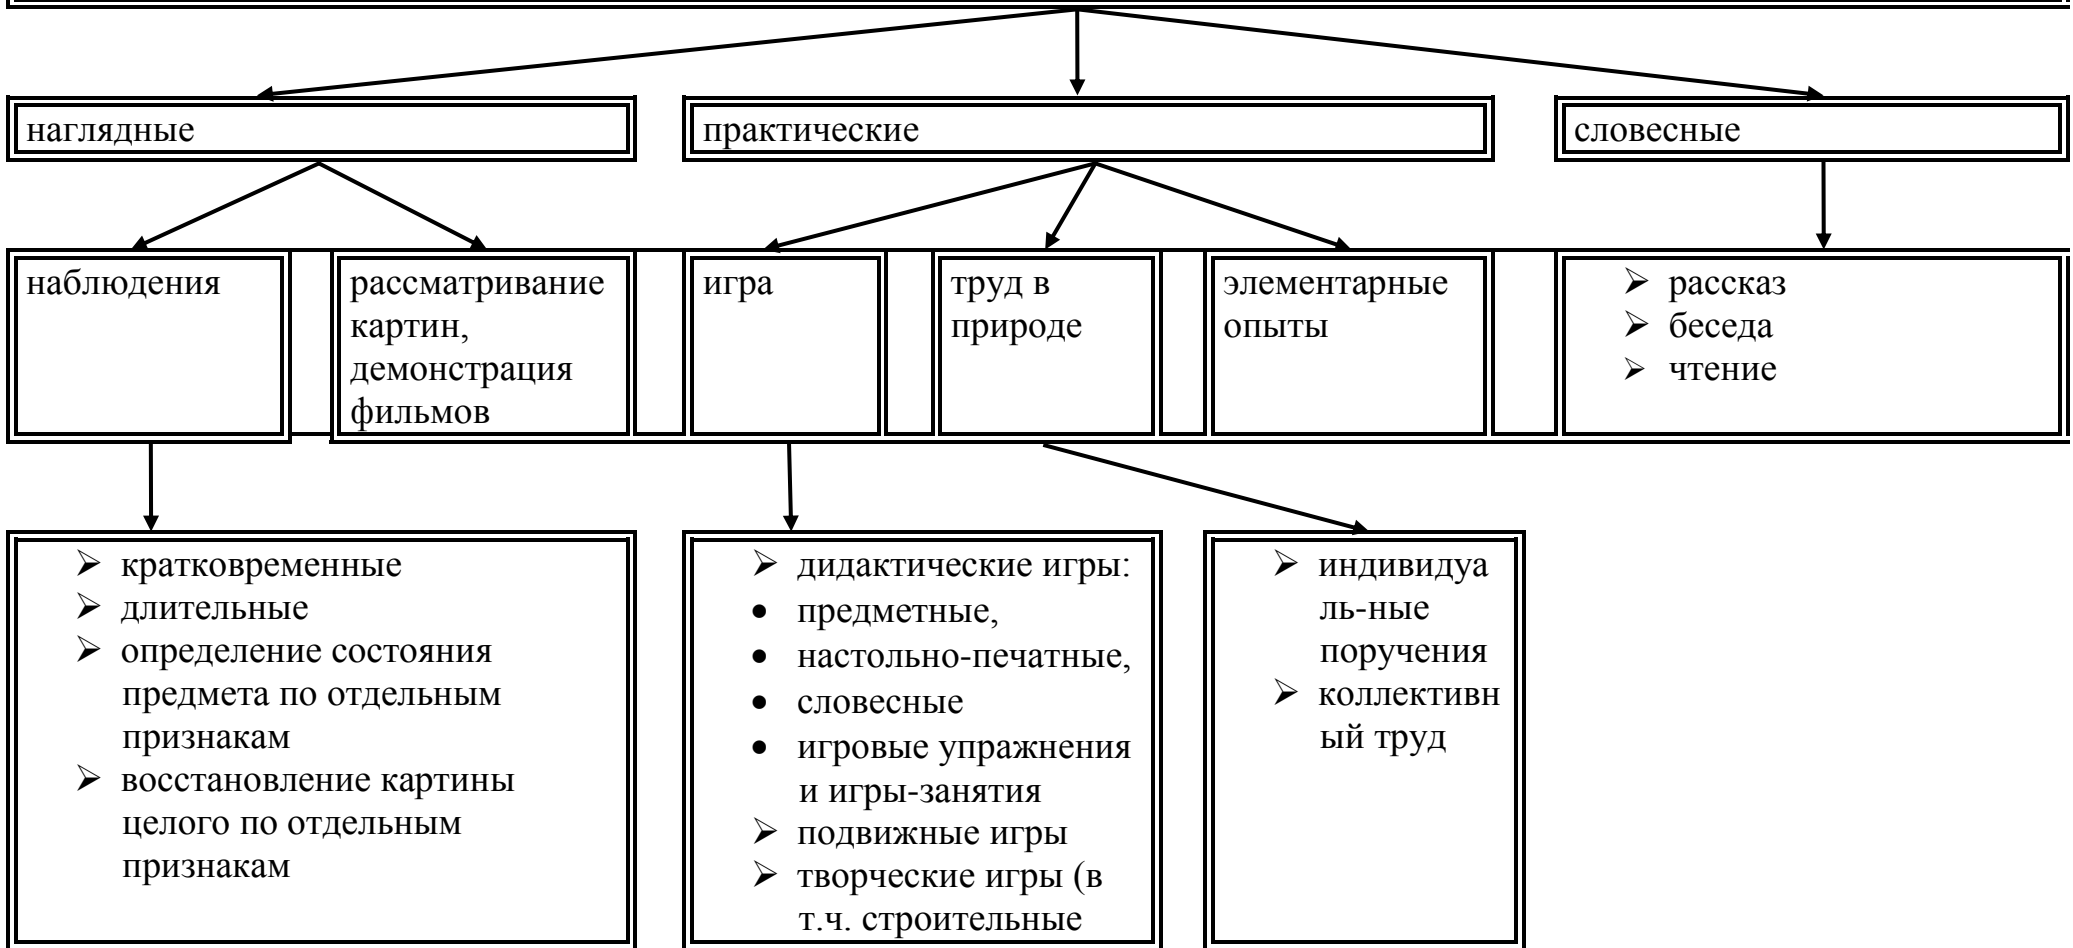 наглядные
практические
словесные
наблюдения
рассматривание
картин,
демонстрация
фильмов
игра
труд в
природе
элементарные
опыты
➢ рассказ
➢ беседа
➢ чтение
➢ кратковременные
➢ длительные
➢ определение состояния
предмета по отдельным
признакам
➢ восстановление картины
целого по отдельным
признакам
➢ дидактические игры:
• предметные,
• настольно-печатные,
• словесные
• игровые упражнения
и игры-занятия
➢ подвижные игры
➢ творческие игры (в
т.ч. строительные
➢ индивидуа
ль-ные
поручения
➢ коллективн
ый труд